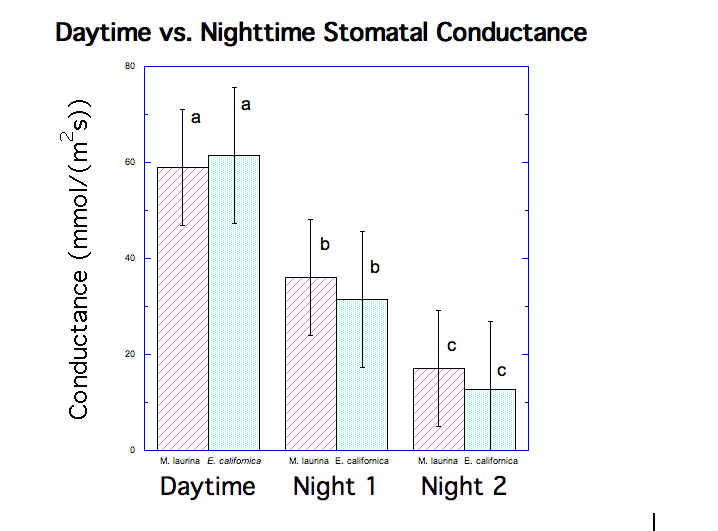 Daytime vs. Nighttime Stomatal Conductance
Conductance (mmol/(m²s))
80
60
40
20
0
a
a
b
b
c
c
M. laurina E. californica M. laurina E. californica M. laurina E. californica
Daytime Night 1 Night 2